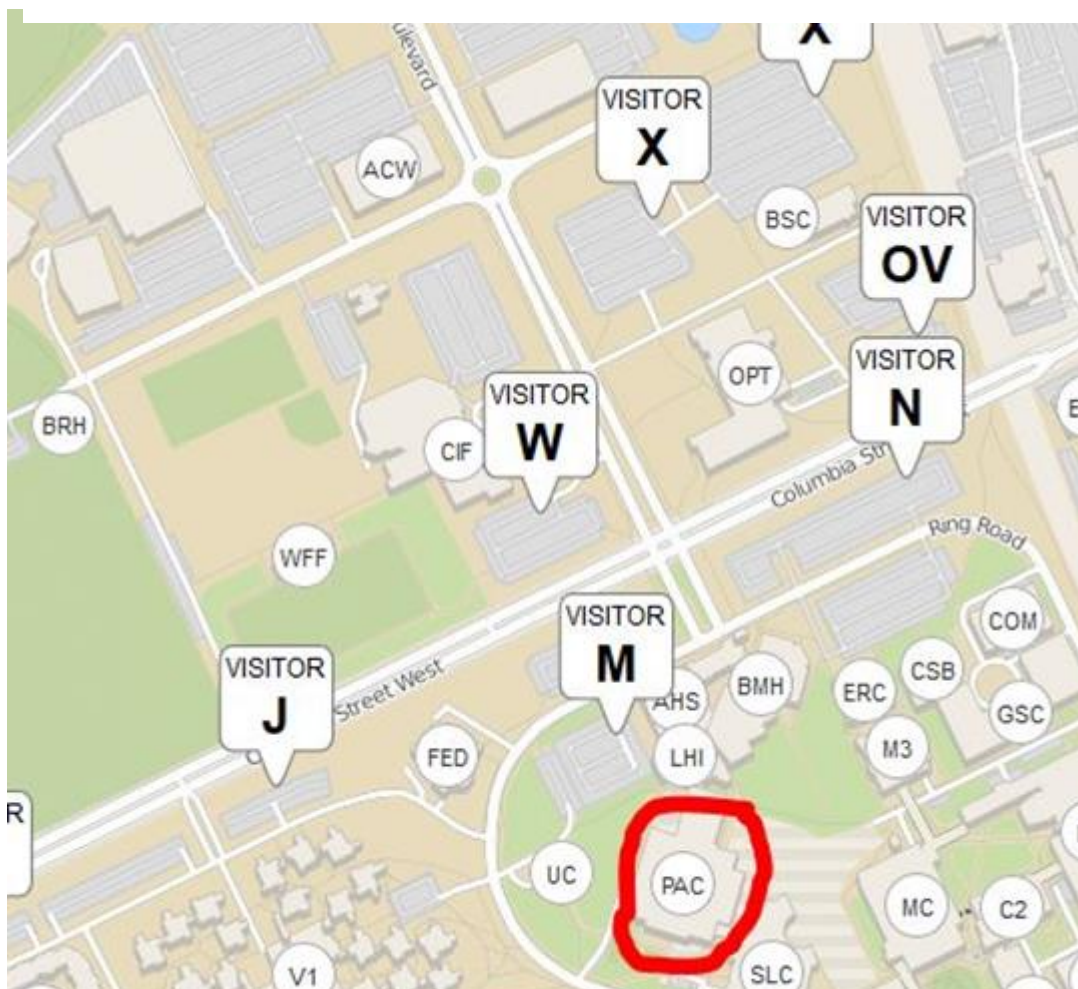 ulevard
X
VISITOR
X
ACW
BSC
VISITOR
OV
VISITOR
N
OPT
VISITOR
W
BRH
CIF
Columbia
Ring Road
WFF
VISITOR
M
COM
VISITOR
J
Street West
AHS
BMH
ERC
CSB
GSC
FED
LHI
M3
R
UC
PAC
MC
C2
V1
SLC